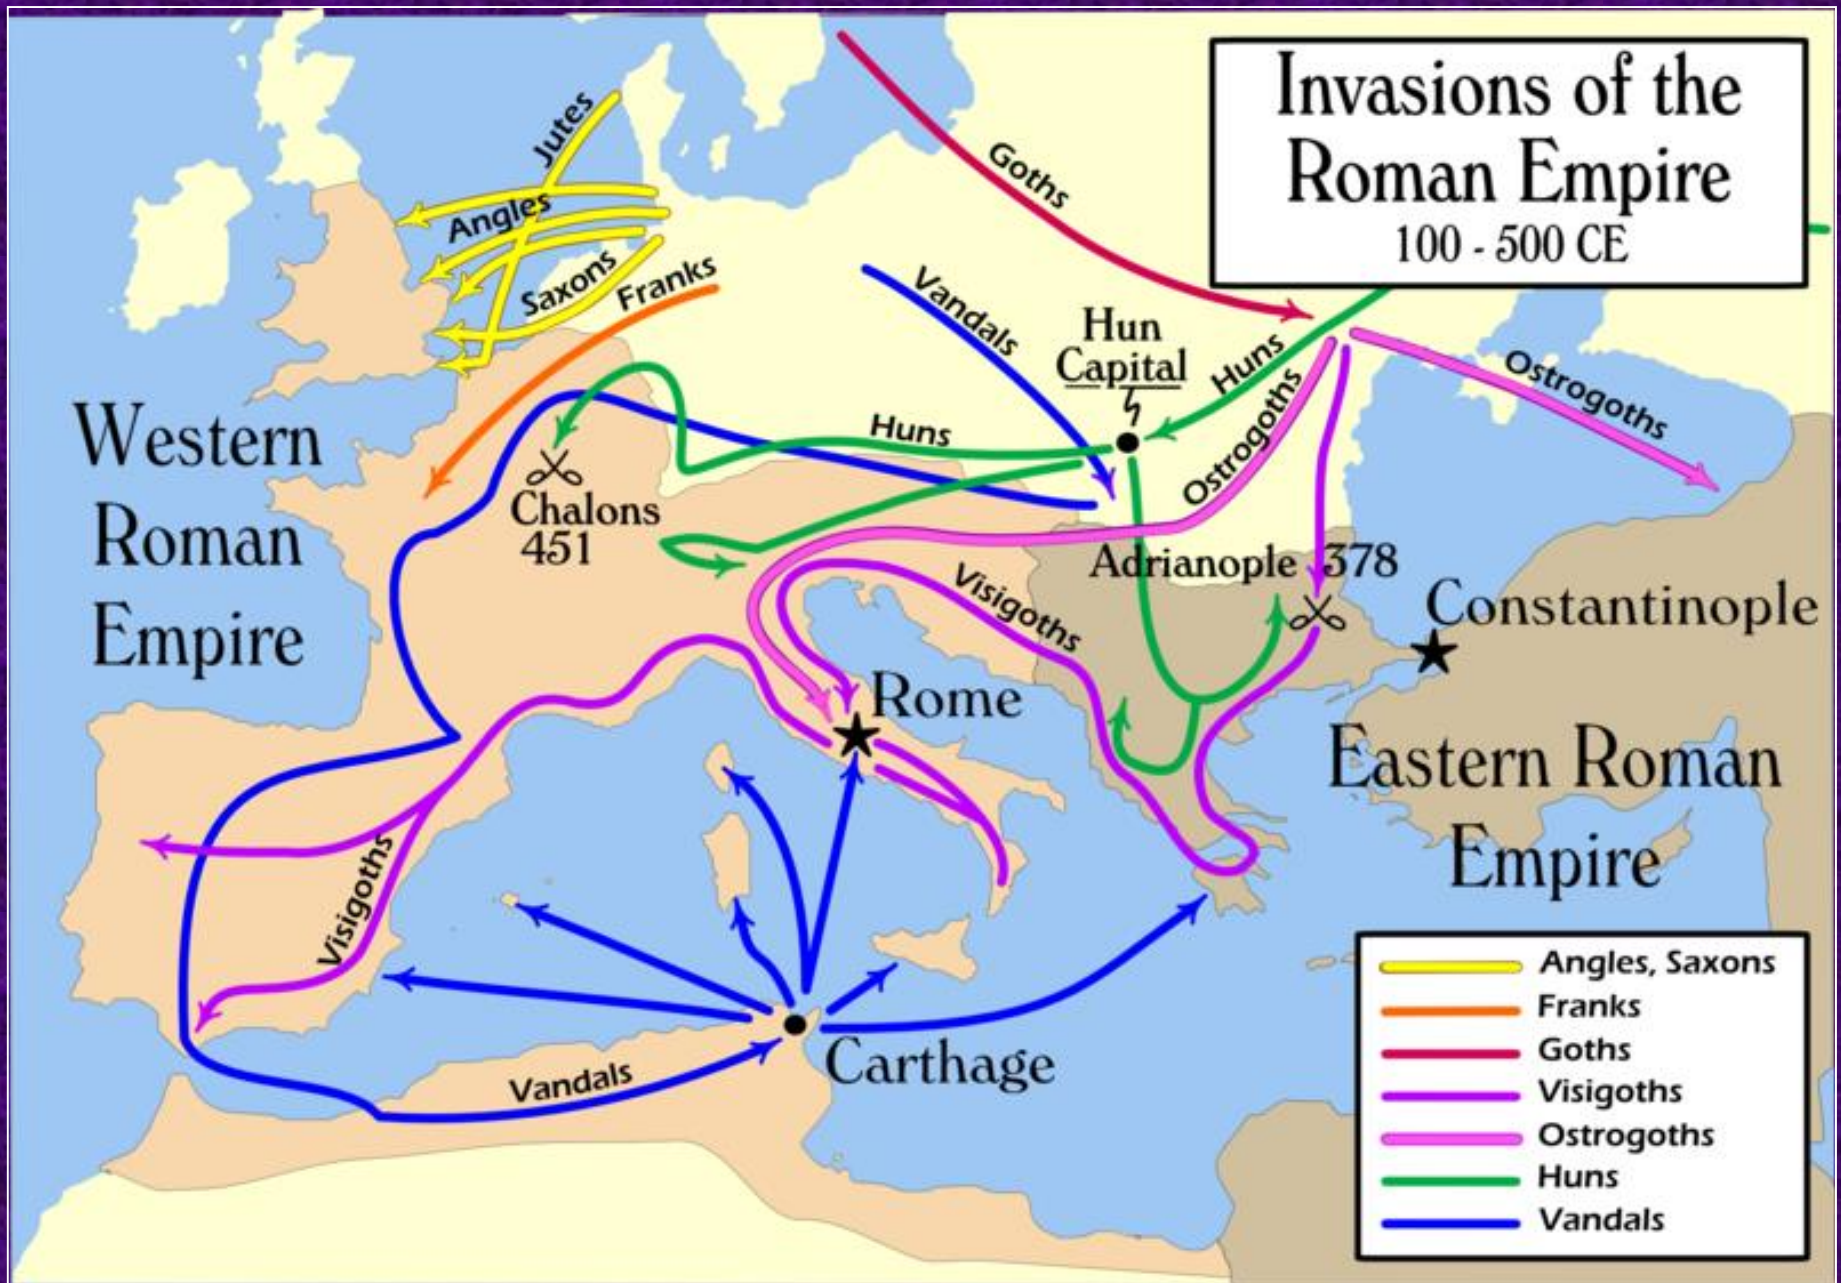 Invasions of the
Roman Empire
100 - 500 CE
Jutes
Angles
Saxons
Franks
Goths
Vandals
Hun
Capital
Huns
Ostrogoths
Ostrogoths
Huns
Western
Roman
Empire
Chalons
451
Adrianople 378
Visigoths
Constantinople
Rome
Eastern Roman
Empire
Visigoths
Carthage
Vandals
Angles, Saxons
Franks
Goths
Visigoths
Ostrogoths
Huns
Vandals